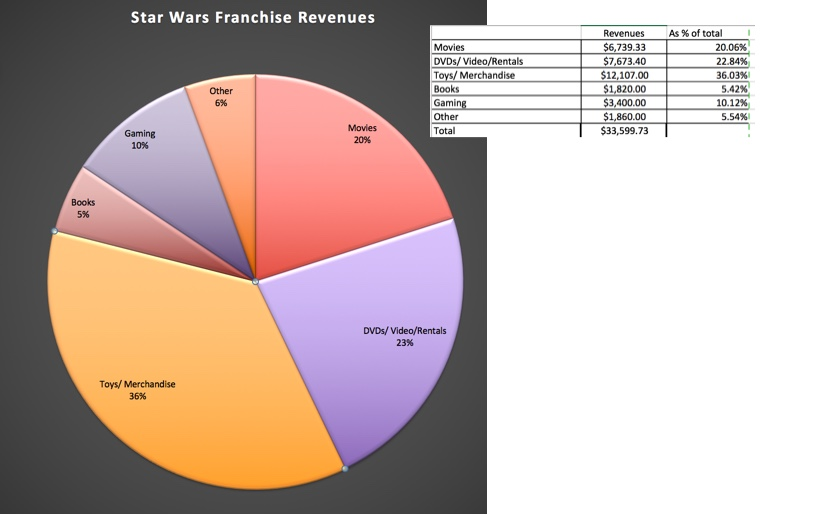 Star Wars Franchise Revenues
Other
6%
Gaming
10%
Movies
20%
Books
5%
DVDs/ Video/Rentals
23%
Toys/ Merchandise
36%
Revenues As % of total
Movies $6,739.33 20.06%
DVDs/ Video/Rentals $7,673.40 22.84%
Toys/ Merchandise $12,107.00 36.03%
Books $1,820.00 5.42%
Gaming $3,400.00 10.12%
Other $1,860.00 5.54%
Total $33,599.73